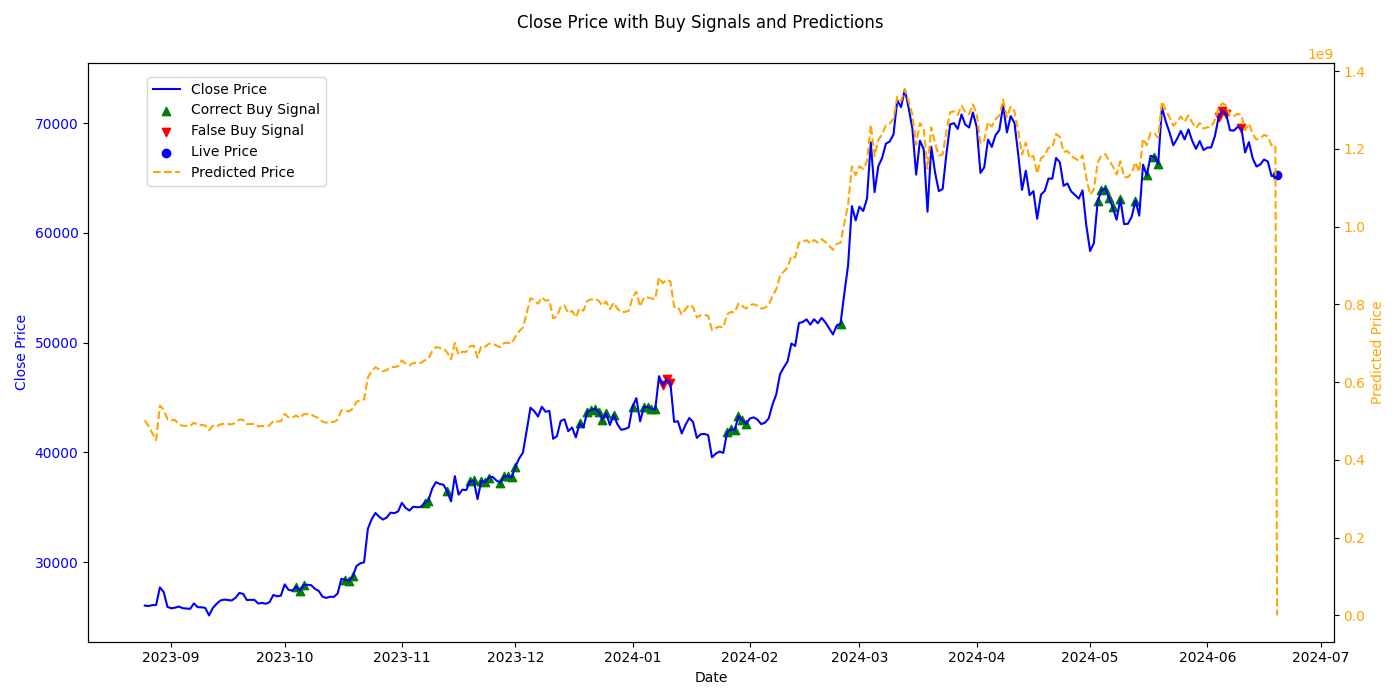 Close Price with Buy Signals and Predictions
1e9
Close Price
Correct Buy Signal
False Buy Signal
Live Price
Predicted Price
70000
60000
50000
40000
30000
Close Price
1.4
1.2
1.0
0.8
0.6
0.4
0.2
0.0
Predicted Price
2023-09
2023-10
2023-11
2023-12
2024-01
2024-02
2024-03
2024-04
2024-05
2024-06
2024-07
Date